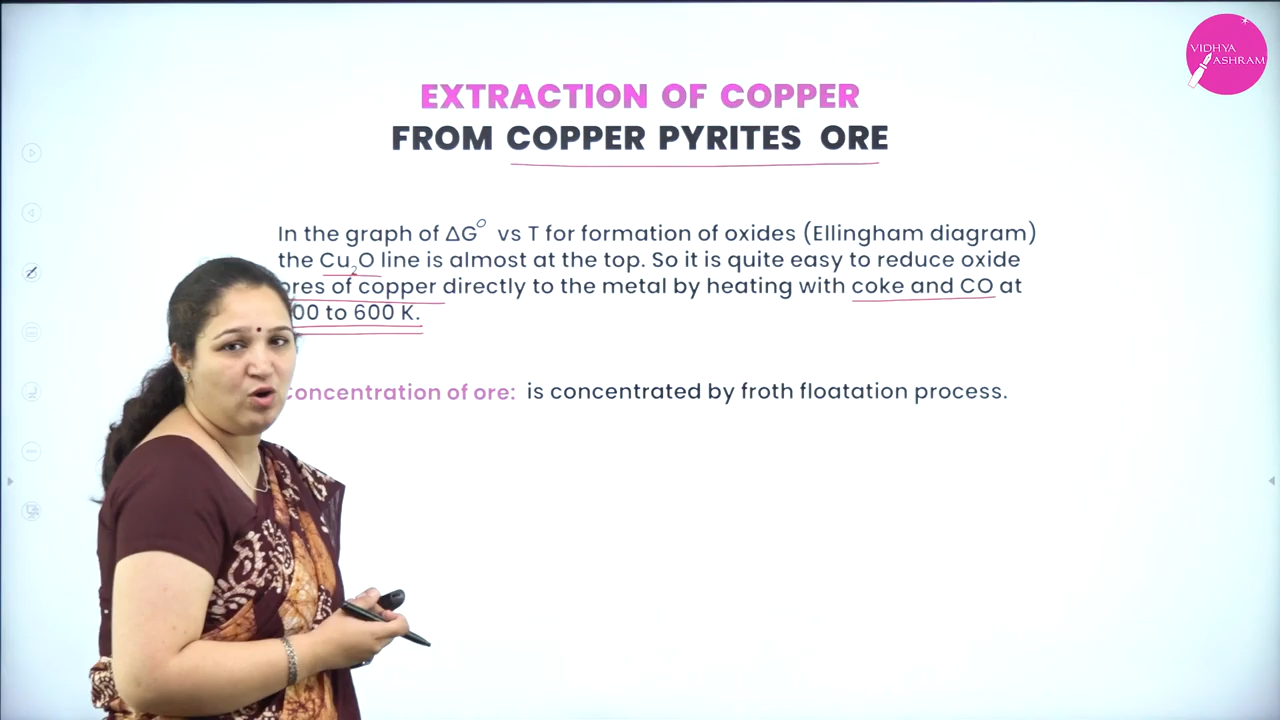 VIDHYA
ASHRAM
EXTRACTION OF COPPER
FROM COPPER PYRITES ORE
In the graph of ΔG⁰ vs T for formation of oxides (Ellingham diagram)
the Cu₂O line is almost at the top. So it is quite easy to reduce oxide
ores of copper directly to the metal by heating with coke and CO at
00 to 600 K.
Concentration of ore: is concentrated by froth floatation process.